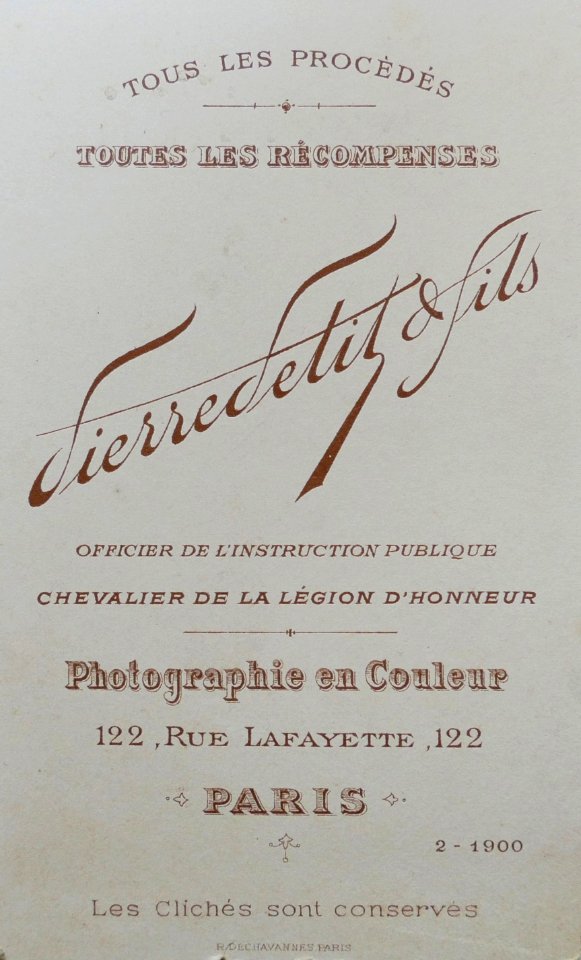 TOUS LES PROCÈDÉS
TOUTES LES RÉCOMPENSES
Pierre Petit & fils
OFFICIER DE L'INSTRUCTION PUBLIQUE
CHEVALIER DE LA LÉGION D'HONNEUR
Photographie en Couleur
122, RUE LAFAYETTE, 122
PARIS
2 - 1900
Les Clichés sont conservés
R. DECHAVANNES. PARIS